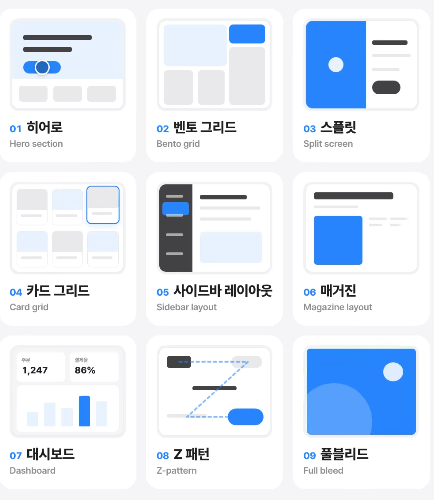 01 히어로
Hero section
02 벤토 그리드
Bento grid
03 스플릿
Split screen
04 카드 그리드
Card grid
05 사이드바 레이아웃
Sidebar layout
06 매거진
Magazine layout
1,247
86%
07 대시보드
Dashboard
08 Z 패턴
Z-pattern
09 풀블리드
Full bleed